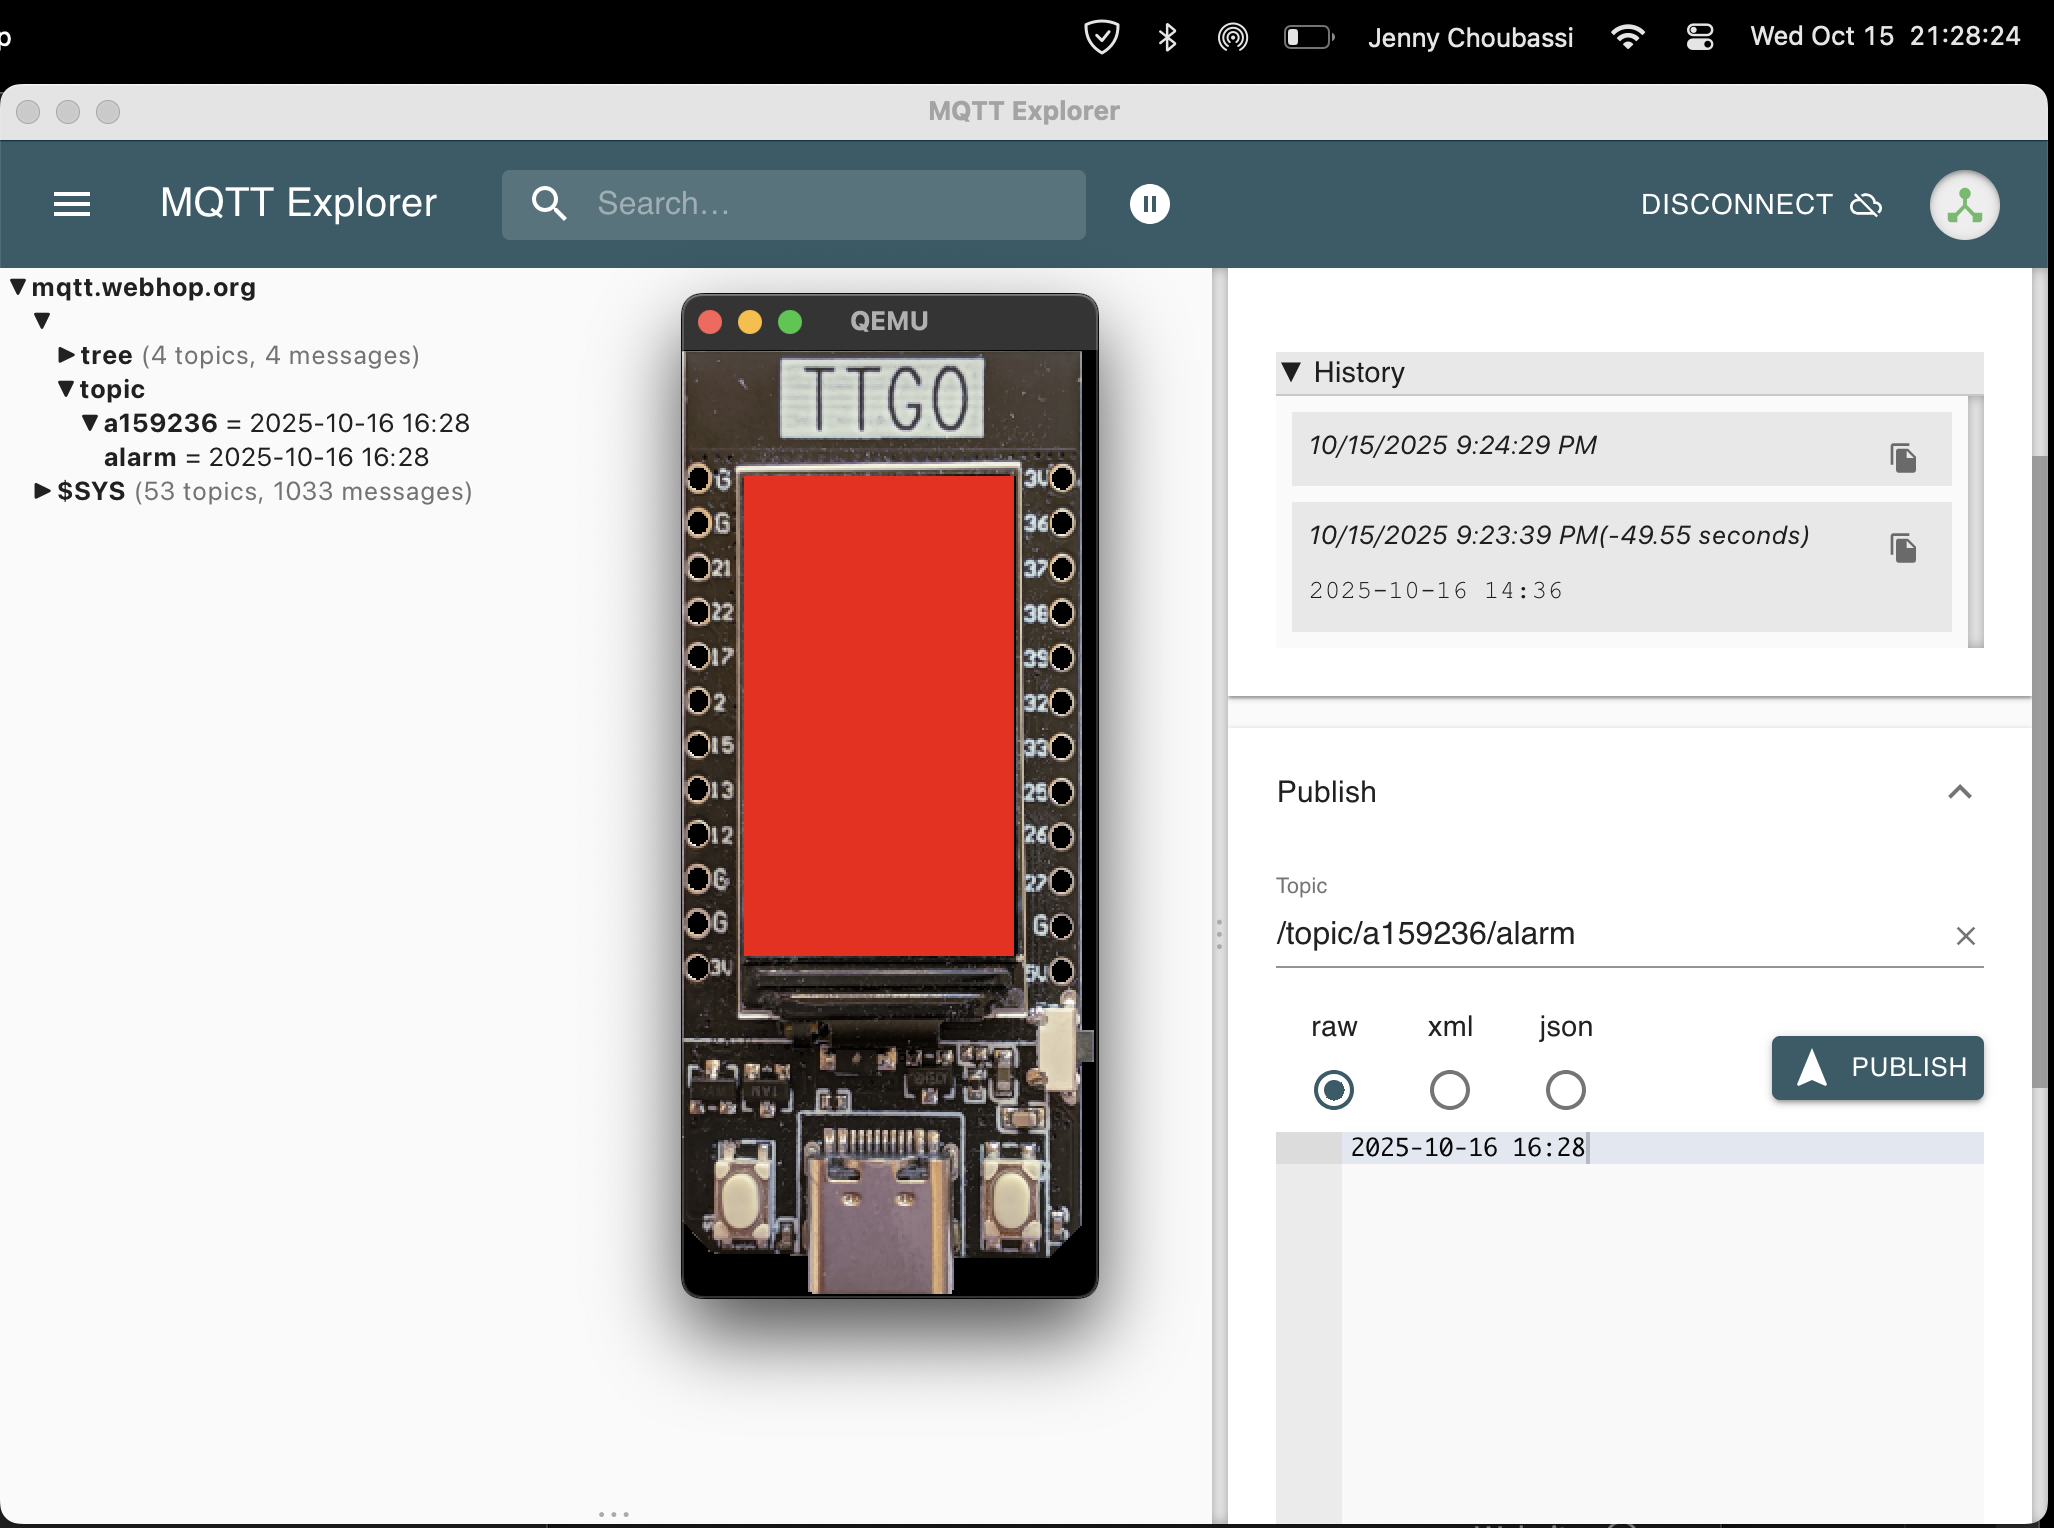 p
Jenny Choubassi
Wed Oct 15 21:28:24
MQTT Explorer
MQTT Explorer
Search...
DISCONNECT
▼ mqtt.webhop.org
▼
▶ tree (4 topics, 4 messages)
▼ topic
▼ a159236 = 2025-10-16 16:28
alarm = 2025-10-16 16:28
▶ $SYS (53 topics, 1033 messages)
QEMU
TTGO
G 3V
G 36
21 37
22 38
17 39
2 32
15 33
13 25
12 26
G 27
G G
3V 5V
▼ History
10/15/2025 9:24:29 PM
10/15/2025 9:23:39 PM(-49.55 seconds)
2025-10-16 14:36
Publish
Topic
/topic/a159236/alarm
raw xml json
PUBLISH
2025-10-16 16:28